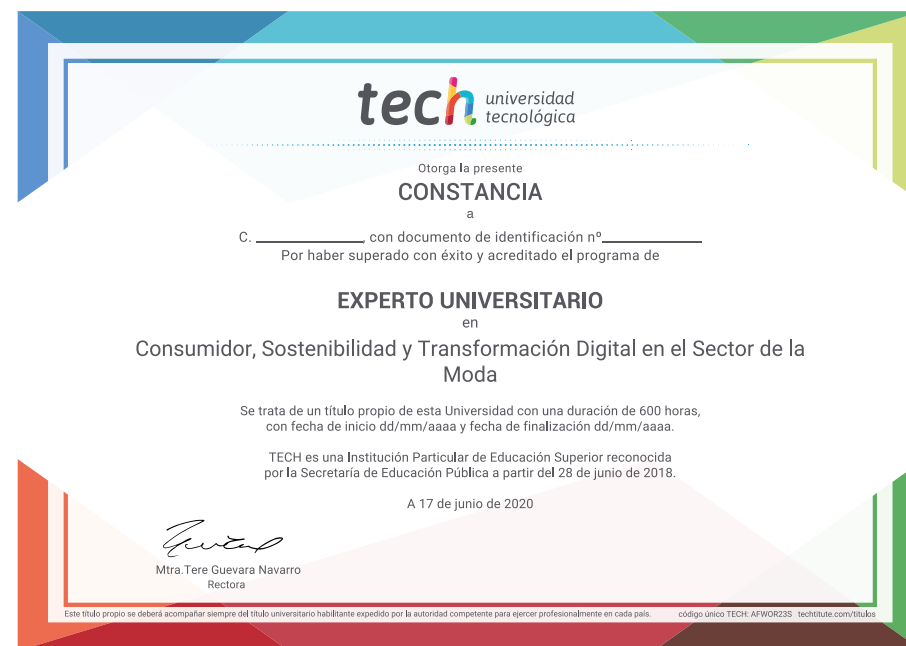 tech universidad
tecnológica
Otorga la presente
CONSTANCIA
a
C. ______________, con documento de identificación nº_____________
Por haber superado con éxito y acreditado el programa de
EXPERTO UNIVERSITARIO
en
Consumidor, Sostenibilidad y Transformación Digital en el Sector de la
Moda
Se trata de un título propio de esta Universidad con una duración de 600 horas,
con fecha de inicio dd/mm/aaaa y fecha de finalización dd/mm/aaaa.
TECH es una Institución Particular de Educación Superior reconocida
por la Secretaría de Educación Pública a partir del 28 de junio de 2018.
A 17 de junio de 2020
Mtra.Tere Guevara Navarro
Rectora
Este título propio se deberá acompañar siempre del título universitario habilitante expedido por la autoridad competente para ejercer profesionalmente en cada país. código único TECH: AFWOR23S techtitute.com/titulos